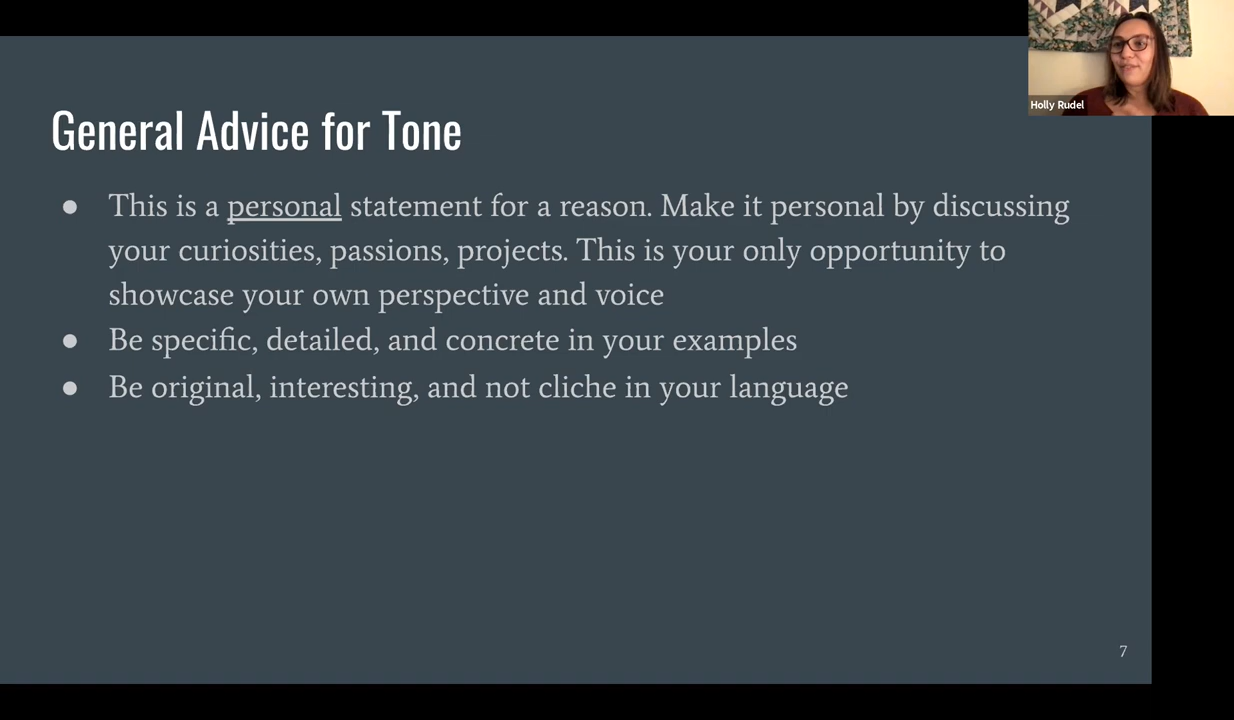 General Advice for Tone
● This is a personal statement for a reason. Make it personal by discussing
your curiosities, passions, projects. This is your only opportunity to
showcase your own perspective and voice
● Be specific, detailed, and concrete in your examples
● Be original, interesting, and not cliche in your language
Holly Rudel
7